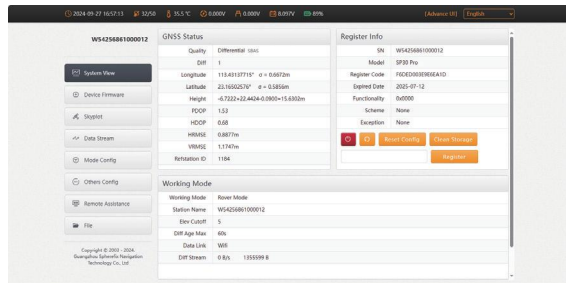 2024-09-27 16:57:13 32/50 35.5 °C 0.000V 0.000V 8.097V 89% [Advance UI] English
WS4256861000012
System View
Device Firmware
Skyplot
Data Stream
Mode Config
Others Config
Remote Assistance
File
Copyright © 2003 - 2024.
Guangzhou Spherefix Navigation
Technology Co., Ltd
GNSS Status
Quality Differential SBAS
Diff 1
Longitude 113.43137715° σ = 0.6672m
Latitude 23.16502576° σ = 0.5856m
Height -6.7222+22.4424-0.0900=15.6302m
PDOP 1.53
HDOP 0.68
HRMSE 0.8877m
VRMSE 1.1747m
Refstation ID 1184
Register Info
SN WS4256861000012
Model SP30 Pro
Register Code F6DED003E9E6EA1D
Expired Date 2025-07-12
Functionality 0x0000
Scheme None
Exception None
Reset Config Clean Storage
Register
Working Mode
Working Mode Rover Mode
Station Name WS4256861000012
Elev Cutoff 5
Diff Age Max 60s
Data Link Wifi
Diff Stream 0 B/s 1355599 B